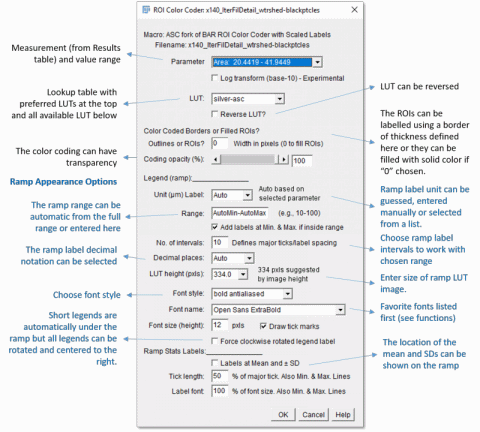 ROI Color Coder: x140_IterFilDetail_wtrshed-blackptcles
Macro: ASC fork of BAR ROI Color Coder with Scaled Labels
Filename: x140_IterFilDetail_wtrshed-blackptcles
Parameter Area: 20.4419 - 41.9449
Log transform (base-10) - Experimental
LUT: silver-asc
Reverse LUT?
Color Coded Borders or Filled ROIs?
Outlines or ROIs? 0 Width in pixels (0 to fill ROIs)
Coding opacity (%): 100
Legend (ramp):
Unit (µm) Label: Auto Auto based on
selected parameter
Range: AutoMin-AutoMax (e.g., 10-100)
Add labels at Min. & Max. if inside range
No. of intervals: 10 Defines major ticks/label spacing
Decimal places: Auto
LUT height (pxls): 334.0 334 pxls suggested
by image height
Font style: bold antialiased
Font name: Open Sans ExtraBold
Font size (height): 12 pxls Draw tick marks
Force clockwise rotated legend label
Ramp Stats Labels:
Labels at Mean and ± SD
Tick length: 50 % of major tick. Also Min. & Max. Lines
Label font: 100 % of font size. Also Min. & Max. Lines
OK Cancel Help
Measurement (from Results
table) and value range
Lookup table with
preferred LUTs at the top
and all available LUT below
The color coding can have
transparency
Ramp Appearance Options
The ramp range can be
automatic from the full
range or entered here
The ramp label decimal
notation can be selected
Choose font style
Short legends are
automatically under the
ramp but all legends can be
rotated and centered to the
right.
LUT can be reversed
The ROIs can be
labelled using a border
of thickness defined
here or they can be
filled with solid color if
“0” chosen.
Ramp label unit can be
guessed, entered
manually or selected
from a list.
Choose ramp label
intervals to work with
chosen range
Enter size of ramp LUT
image.
Favorite fonts listed
first (see functions)
The location of the
mean and SDs can be
shown on the ramp